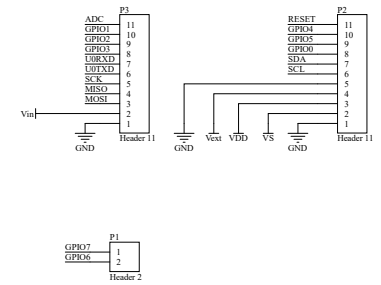 P3
ADC 11
GPIO1 10
GPIO2 9
GPIO3 8
U0RXD 7
U0TXD 6
SCK 5
MISO 4
MOSI 3
Vin 2
1
GND
Header 11
P2
RESET 11
GPIO4 10
GPIO5 9
GPIO0 8
SDA 7
SCL 6
5
4
3
2
1
GND Vext VDD VS GND
Header 11
P1
GPIO7 1
GPIO6 2
Header 2